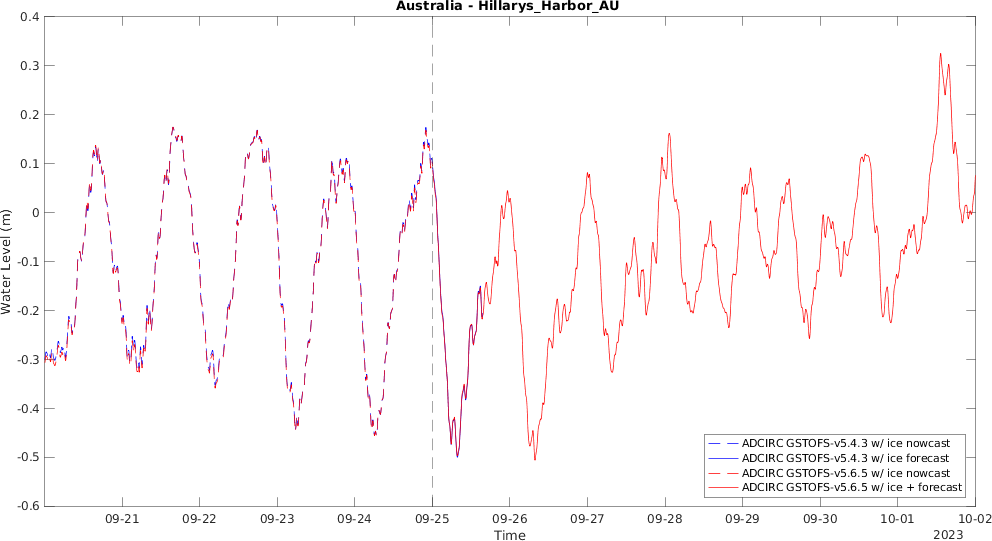 Australia - Hillarys_Harbor_AU
0.4
0.3
0.2
0.1
0
-0.1
-0.2
-0.3
-0.4
-0.5
-0.6
Water Level (m)
ADCIRC GSTOFS-v5.4.3 w/ ice nowcast
ADCIRC GSTOFS-v5.4.3 w/ ice forecast
ADCIRC GSTOFS-v5.6.5 w/ ice nowcast
ADCIRC GSTOFS-v5.6.5 w/ ice + forecast
09-21 09-22 09-23 09-24 09-25 09-26 09-27 09-28 09-29 09-30 10-01 10-02
2023
Time